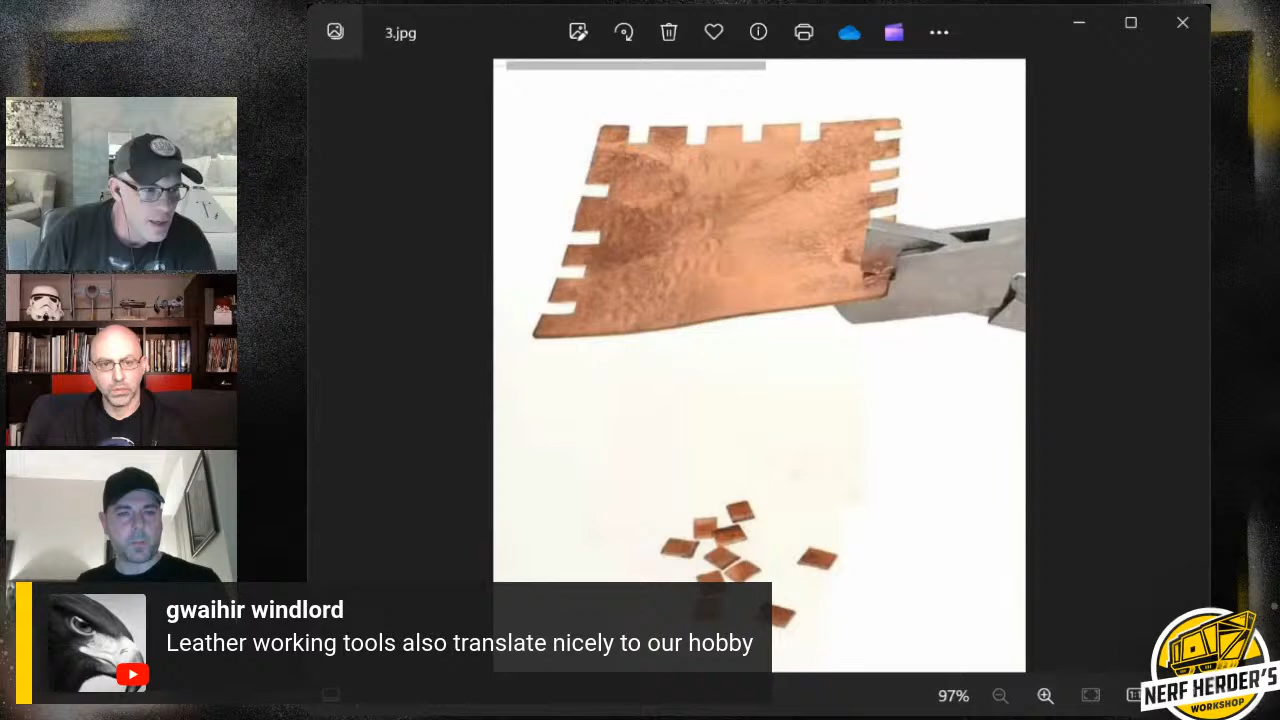 3.jpg
gwaihir windlord
Leather working tools also translate nicely to our hobby
97%
NERF HERDER'S
WORKSHOP